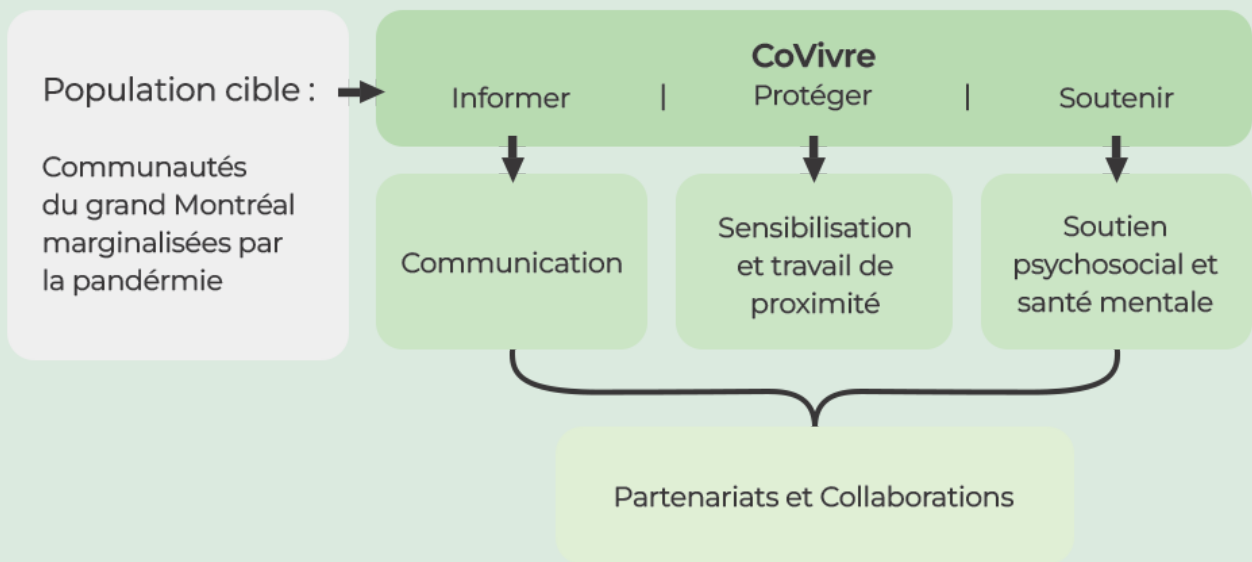 Population cible :
Communautés
du grand Montréal
marginalisées par
la pandérmie
CoVivre
Informer | Protéger | Soutenir
Communication
Sensibilisation
et travail de
proximité
Soutien
psychosocial et
santé mentale
Partenariats et Collaborations